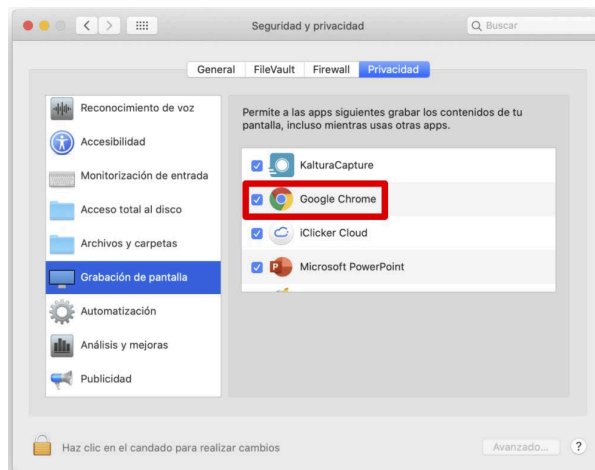 Seguridad y privacidad
Buscar
General FileVault Firewall Privacidad
Reconocimiento de voz
Accesibilidad
Monitorización de entrada
Acceso total al disco
Archivos y carpetas
Grabación de pantalla
Automatización
Análisis y mejoras
Publicidad
Permite a las apps siguientes grabar los contenidos de tu
pantalla, incluso mientras usas otras apps.
KalturaCapture
Google Chrome
iClicker Cloud
Microsoft PowerPoint
Haz clic en el candado para realizar cambios
Avanzado...
?